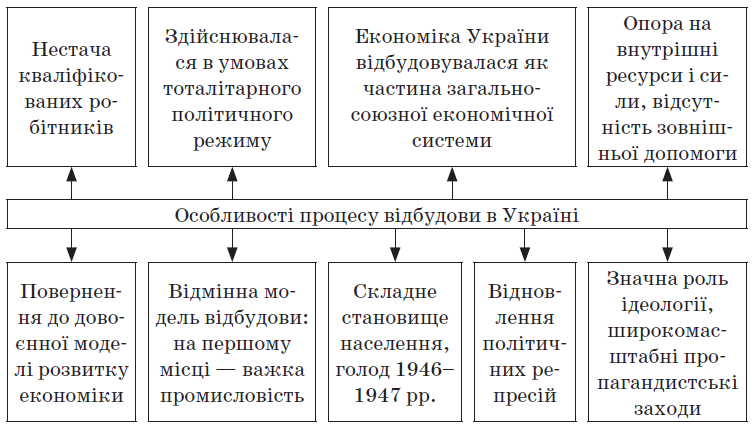 Нестача
кваліфіко-
ваних ро-
бітників
Здійснювала-
ся в умовах
тоталітарного
політичного
режиму
Економіка України
відбудовувалася як
частина загально-
союзної економічної
системи
Опора на
внутрішні
ресурси і си-
ли, відсут-
ність зовніш-
ньої допомоги
Особливості процесу відбудови в Україні
Повернен-
ня до дово-
єнної моде-
лі розвитку
економіки
Відмінна мо-
дель відбудови:
на першому
місці — важка
промисловість
Складне
становище
населення,
голод 1946–
1947 рр.
Віднов-
лення
політич-
них ре-
пресій
Значна роль
ідеології,
широкомас-
штабні про-
пагандистські
заходи